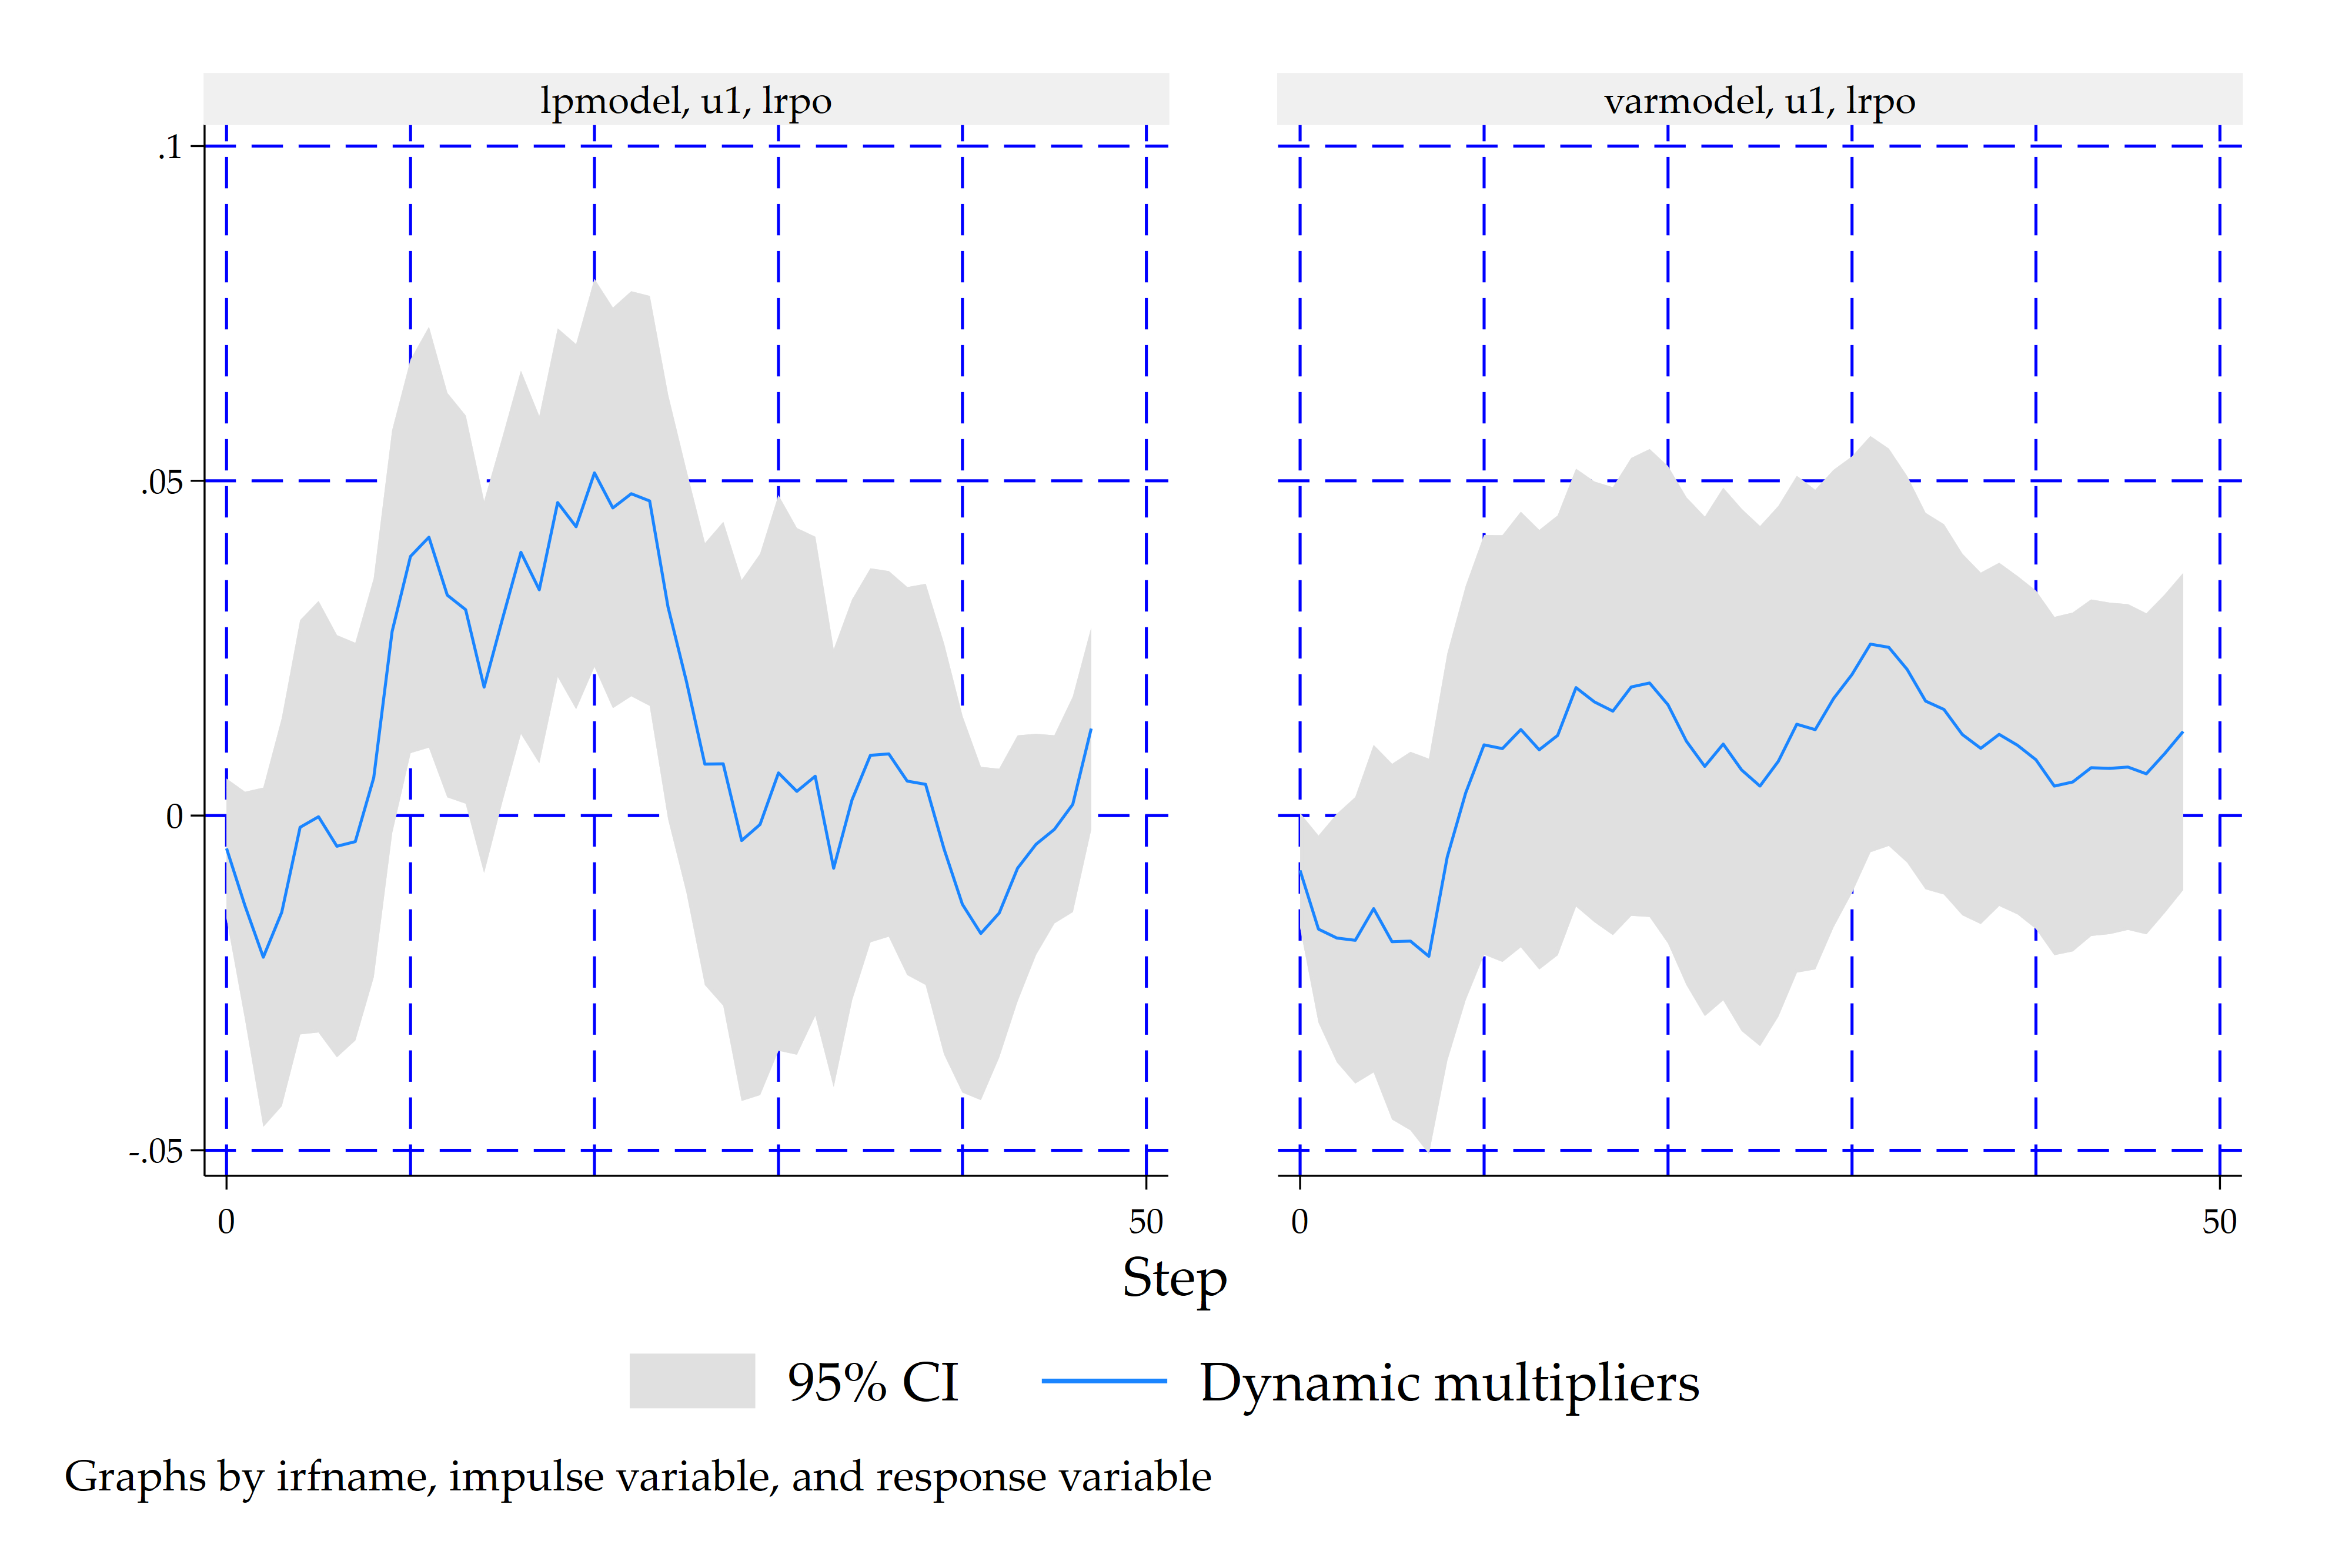 lpmodel, u1, lrpo
varmodel, u1, lrpo
.1
.05
0
-.05
0
50
0
50
Step
95% CI
Dynamic multipliers
Graphs by irfname, impulse variable, and response variable